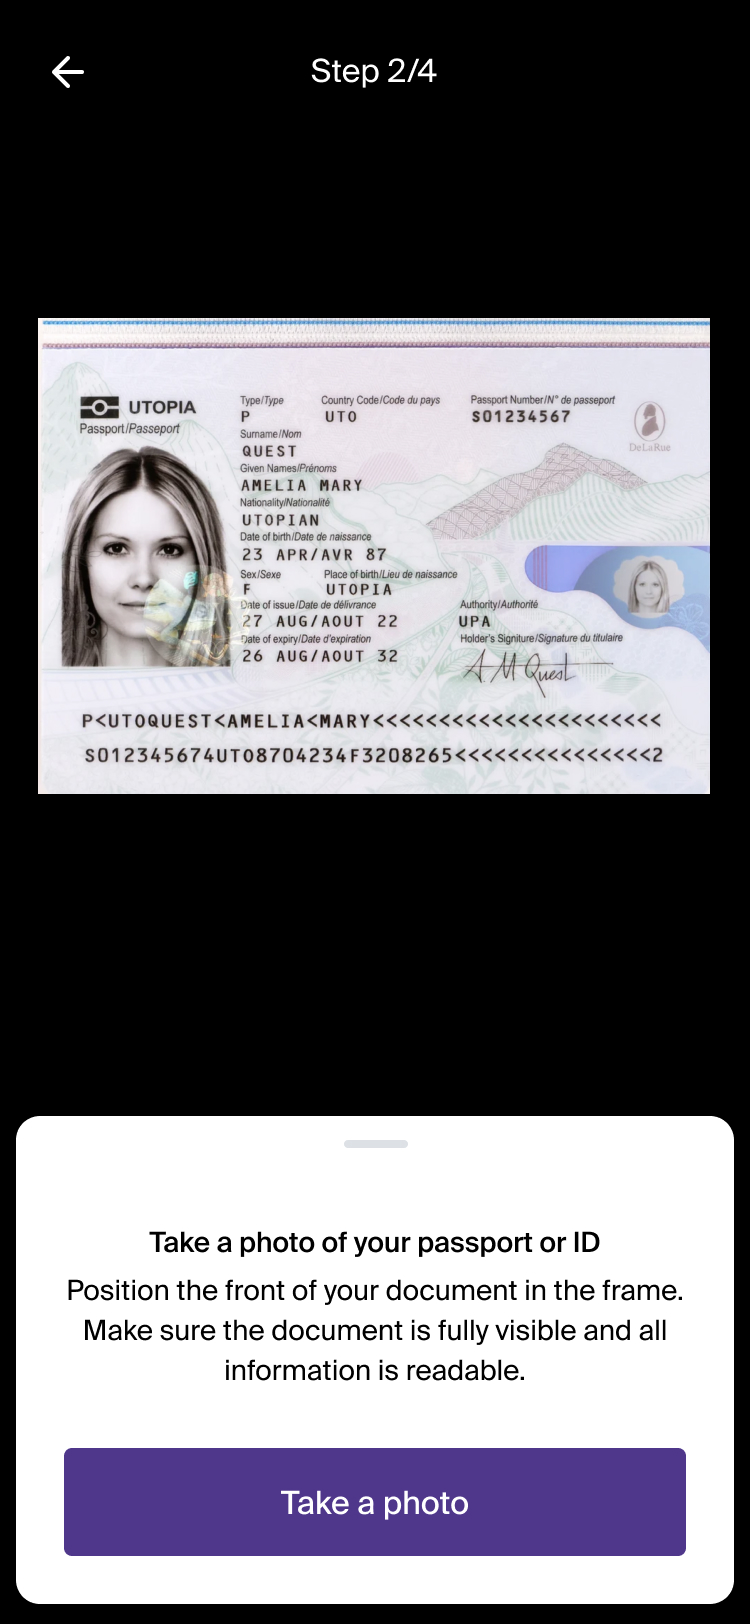 Step 2/4
UTOPIA
Passport/Passeport
Type/Type Country Code/Code du pays Passport Number/N° de passeport
P UTO S01234567
DeLaRue
Surname/Nom
QUEST
Given Names/Prénoms
AMELIA MARY
Nationality/Nationalité
UTOPIAN
Date of birth/Date de naissance
23 APR/AVR 87
Sex/Sexe Place of birth/Lieu de naissance
F UTOPIA
Date of issue/Date de délivrance Authority/Authorité
27 AUG/AOUT 22 UPA
Date of expiry/Date d'expiration Holder's Signiture/Signature du titulaire
26 AUG/AOUT 32 A M Quest
P<UTOQUEST<AMELIA<MARY<<<<<<<<<<<<<<<<<<<<<<
S012345674UTO8704234F3208265<<<<<<<<<<<<<<<2
Take a photo of your passport or ID
Position the front of your document in the frame.
Make sure the document is fully visible and all
information is readable.
Take a photo